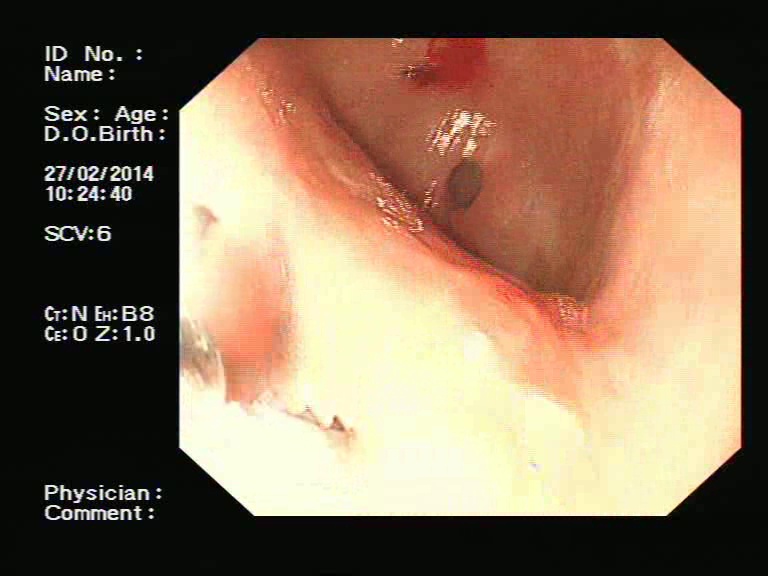 ID No. :
Name:
Sex: Age:
D.O.Birth:
27/02/2014
10:24:40
SCV:6
CT:N EH:B8
CE:0 Z:1.0
Physician:
Comment: